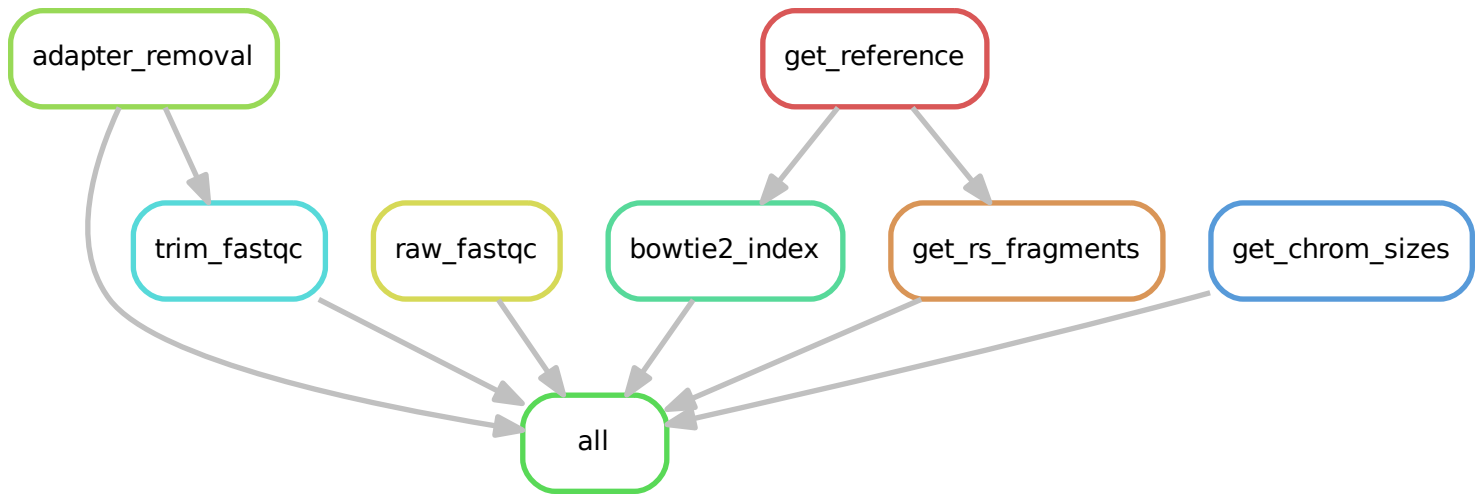 adapter_removal
get_reference
trim_fastqc
raw_fastqc
bowtie2_index
get_rs_fragments
get_chrom_sizes
all